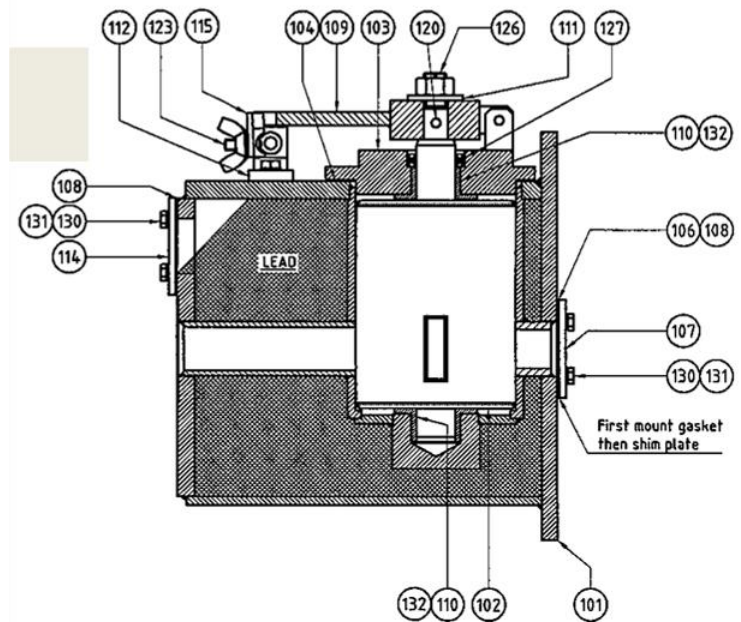 112 123 115 104 109 103 120 126 111 127
110 132
108
131 130
114
LEAD
106 108
107
130 131
First mount gasket
then shim plate
132 110 102 101